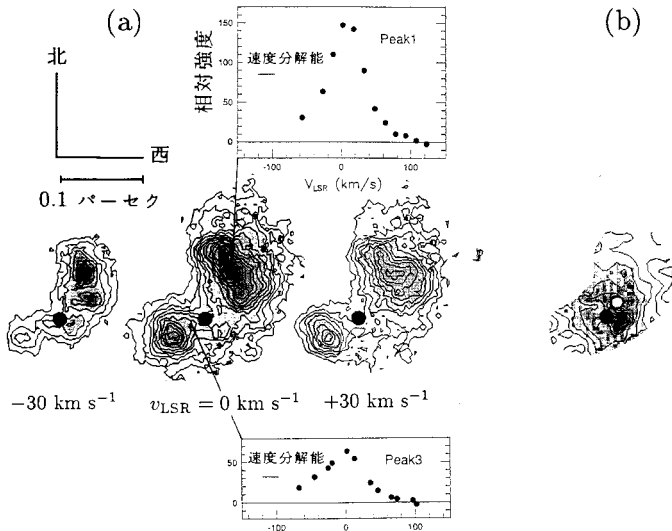 (a)
(b)
北
西
0.1 パーセク
相対強度
150
100
50
0
速度分解能
Peak1
-100
0
100
V_LSR (km/s)
−30 km s⁻¹
v_LSR = 0 km s⁻¹
+30 km s⁻¹
50
0
速度分解能
Peak3
-100
0
100